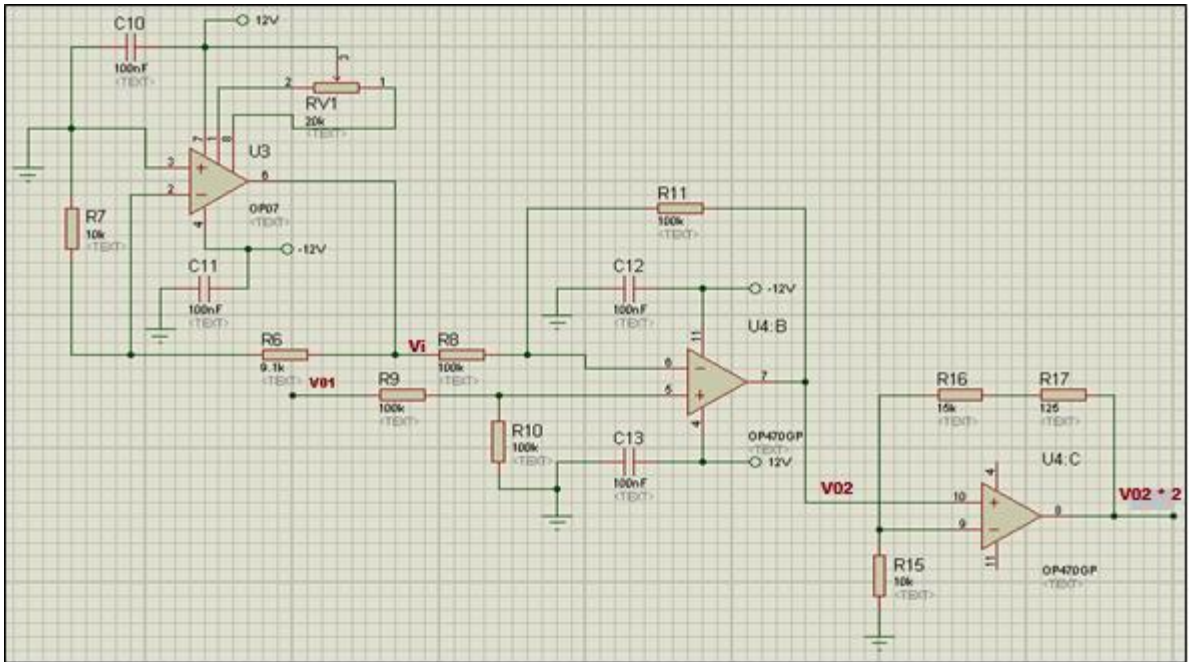 C10
100nF
<TEXT>
12V
3
2
1
RV1
20k
<TEXT>
7
1
8
U3
3
+
2
−
6
4
OP07
<TEXT>
R7
10k
<TEXT>
-12V
C11
100nF
<TEXT>
R6
9.1k
<TEXT>
Vi
R8
100k
<TEXT>
V01
R9
100k
<TEXT>
R10
100k
<TEXT>
R11
100k
<TEXT>
C12
100nF
<TEXT>
-12V
U4:B
11
6
−
5
+
7
4
OP470GP
<TEXT>
C13
100nF
<TEXT>
12V
V02
R16
15k
<TEXT>
R17
125
<TEXT>
U4:C
4
10
+
9
−
8
11
OP470GP
<TEXT>
V02 * 2
R15
10k
<TEXT>